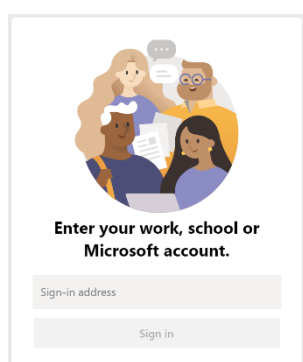 Enter your work, school or
Microsoft account.
Sign-in address
Sign in